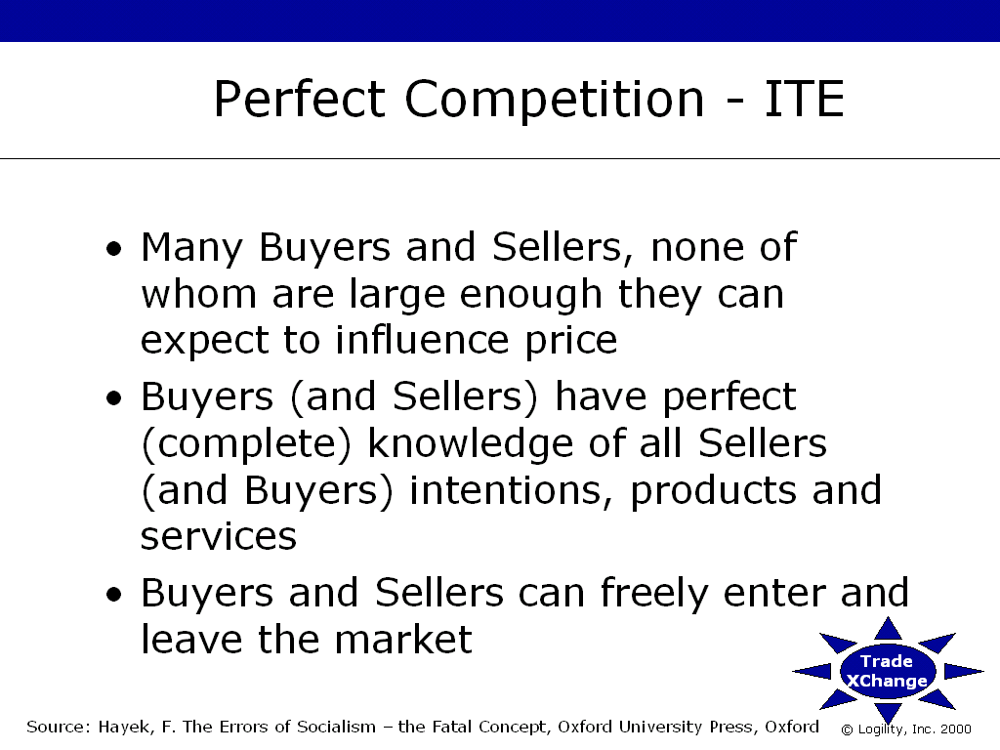 Perfect Competition - ITE
• Many Buyers and Sellers, none of
whom are large enough they can
expect to influence price
• Buyers (and Sellers) have perfect
(complete) knowledge of all Sellers
(and Buyers) intentions, products and
services
• Buyers and Sellers can freely enter and
leave the market
Trade
XChange
Source: Hayek, F. The Errors of Socialism – the Fatal Concept, Oxford University Press, Oxford
© Logility, Inc. 2000